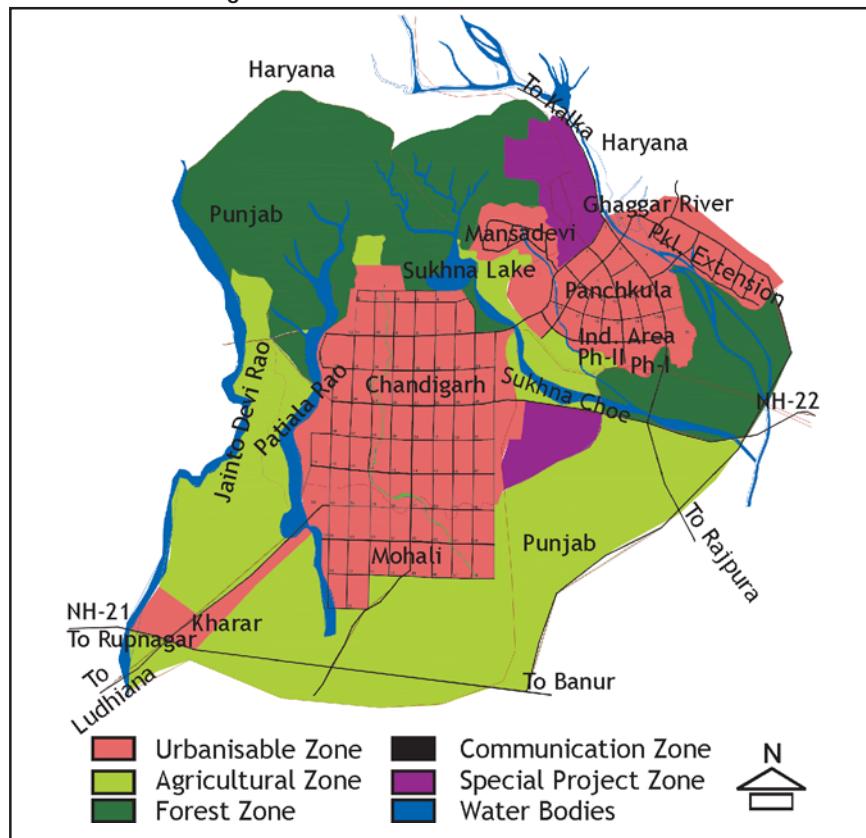 Haryana
To Kalka
Haryana
Punjab
Ghaggar River
Mansadevi
Pkl. Extension
Sukhna Lake
Panchkula
Ind. Area
Ph-II
Ph-I
Chandigarh
Sukhna Choe
NH-22
Jainto Devi Rao
Patiala Rao
Punjab
To Rajpura
Mohali
NH-21
Kharar
To Rupnagar
To Ludhiana
To Banur
Urbanisable Zone
Communication Zone
N
Agricultural Zone
Special Project Zone
Forest Zone
Water Bodies